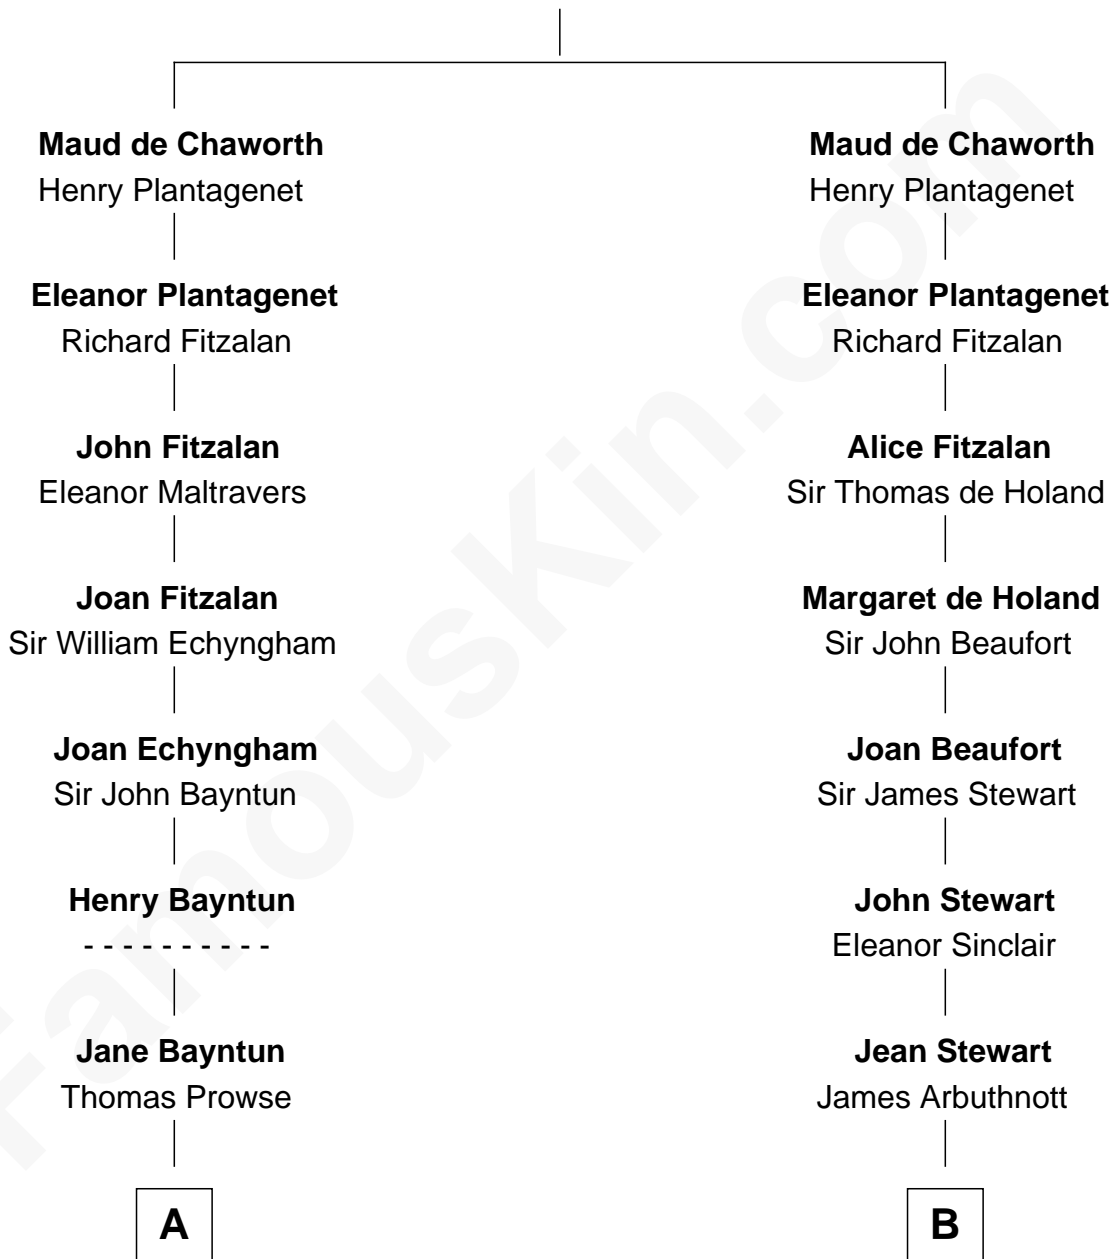 Maud de Chaworth
Henry Plantagenet
Eleanor Plantagenet
Richard Fitzalan
John Fitzalan
Eleanor Maltravers
Joan Fitzalan
Sir William Echyngham
Joan Echyngham
Sir John Bayntun
Henry Bayntun
- - - - - - - - - -
Jane Bayntun
Thomas Prowse
A
Maud de Chaworth
Henry Plantagenet
Eleanor Plantagenet
Richard Fitzalan
Alice Fitzalan
Sir Thomas de Holand
Margaret de Holand
Sir John Beaufort
Joan Beaufort
Sir James Stewart
John Stewart
Eleanor Sinclair
Jean Stewart
James Arbuthnott
B
FamousKin.com